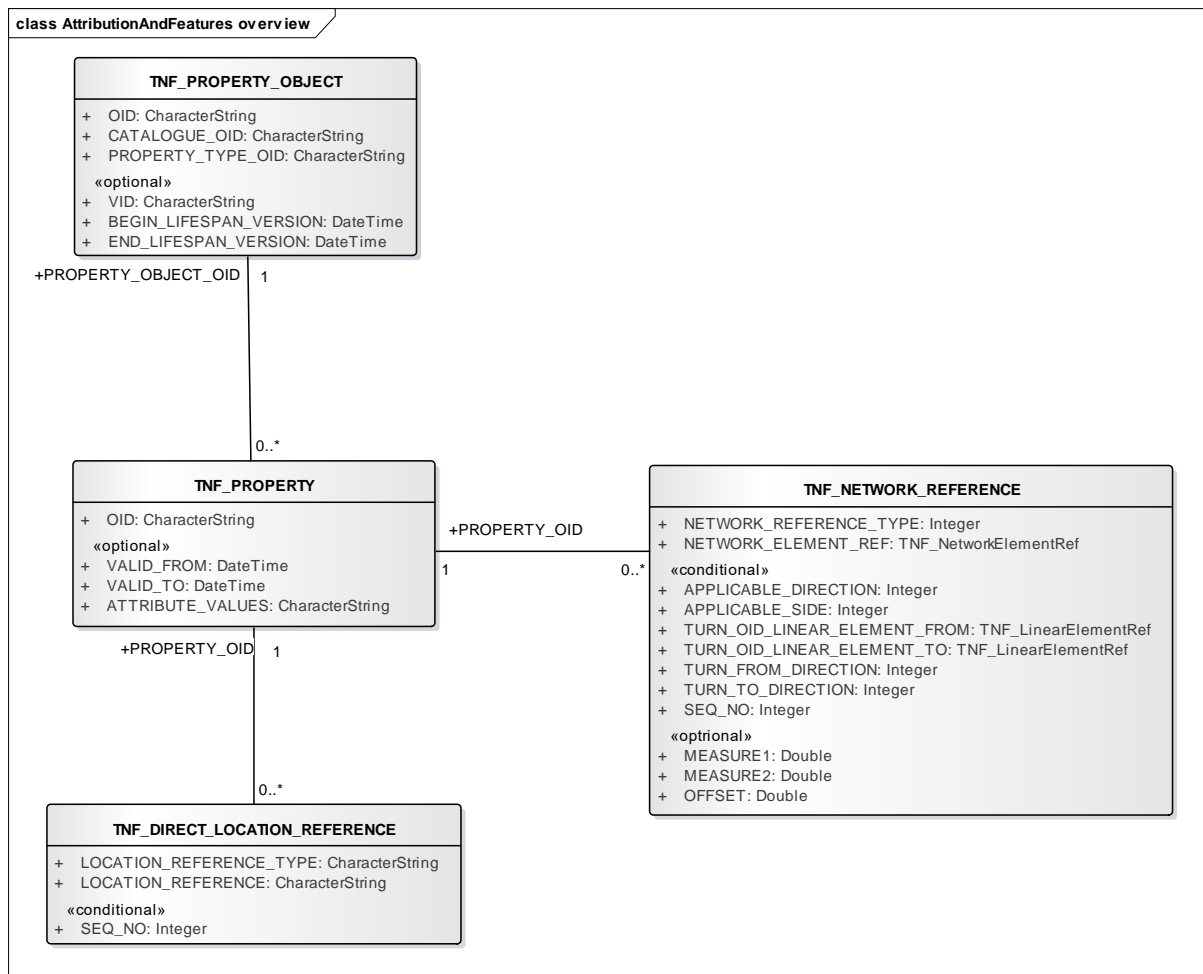 class AttributionAndFeatures overview
TNF_PROPERTY_OBJECT
+ OID: CharacterString
+ CATALOGUE_OID: CharacterString
+ PROPERTY_TYPE_OID: CharacterString
«optional»
+ VID: CharacterString
+ BEGIN_LIFESPAN_VERSION: DateTime
+ END_LIFESPAN_VERSION: DateTime
+PROPERTY_OBJECT_OID 1
0..*
TNF_PROPERTY
+ OID: CharacterString
«optional»
+ VALID_FROM: DateTime
+ VALID_TO: DateTime
+ ATTRIBUTE_VALUES: CharacterString
+PROPERTY_OID
1 0..*
TNF_NETWORK_REFERENCE
+ NETWORK_REFERENCE_TYPE: Integer
+ NETWORK_ELEMENT_REF: TNF_NetworkElementRef
«conditional»
+ APPLICABLE_DIRECTION: Integer
+ APPLICABLE_SIDE: Integer
+ TURN_OID_LINEAR_ELEMENT_FROM: TNF_LinearElementRef
+ TURN_OID_LINEAR_ELEMENT_TO: TNF_LinearElementRef
+ TURN_FROM_DIRECTION: Integer
+ TURN_TO_DIRECTION: Integer
+ SEQ_NO: Integer
«optrional»
+ MEASURE1: Double
+ MEASURE2: Double
+ OFFSET: Double
+PROPERTY_OID 1
0..*
TNF_DIRECT_LOCATION_REFERENCE
+ LOCATION_REFERENCE_TYPE: CharacterString
+ LOCATION_REFERENCE: CharacterString
«conditional»
+ SEQ_NO: Integer